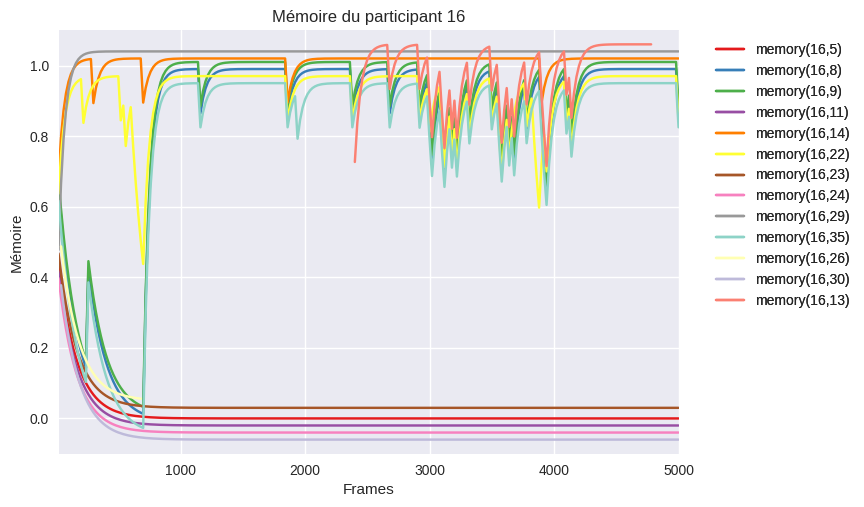 Mémoire du participant 16
Mémoire
1.0
0.8
0.6
0.4
0.2
0.0
1000
2000
3000
4000
5000
Frames
memory(16,5)
memory(16,8)
memory(16,9)
memory(16,11)
memory(16,14)
memory(16,22)
memory(16,23)
memory(16,24)
memory(16,29)
memory(16,35)
memory(16,26)
memory(16,30)
memory(16,13)